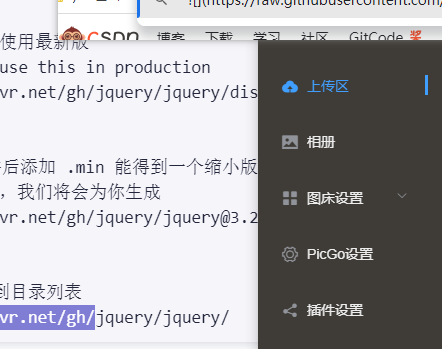 ![](https://raw.githubusercontent.com/
CSDN 博客 下载 学习 社区 GitCode
使用最新版
use this in production
vr.net/gh/jquery/jquery/dis
后添加 .min 能得到一个缩小版
，我们将会为你生成
vr.net/gh/jquery/jquery@3.2
到目录列表
vr.net/gh/jquery/jquery/
上传区
相册
图床设置
PicGo设置
插件设置